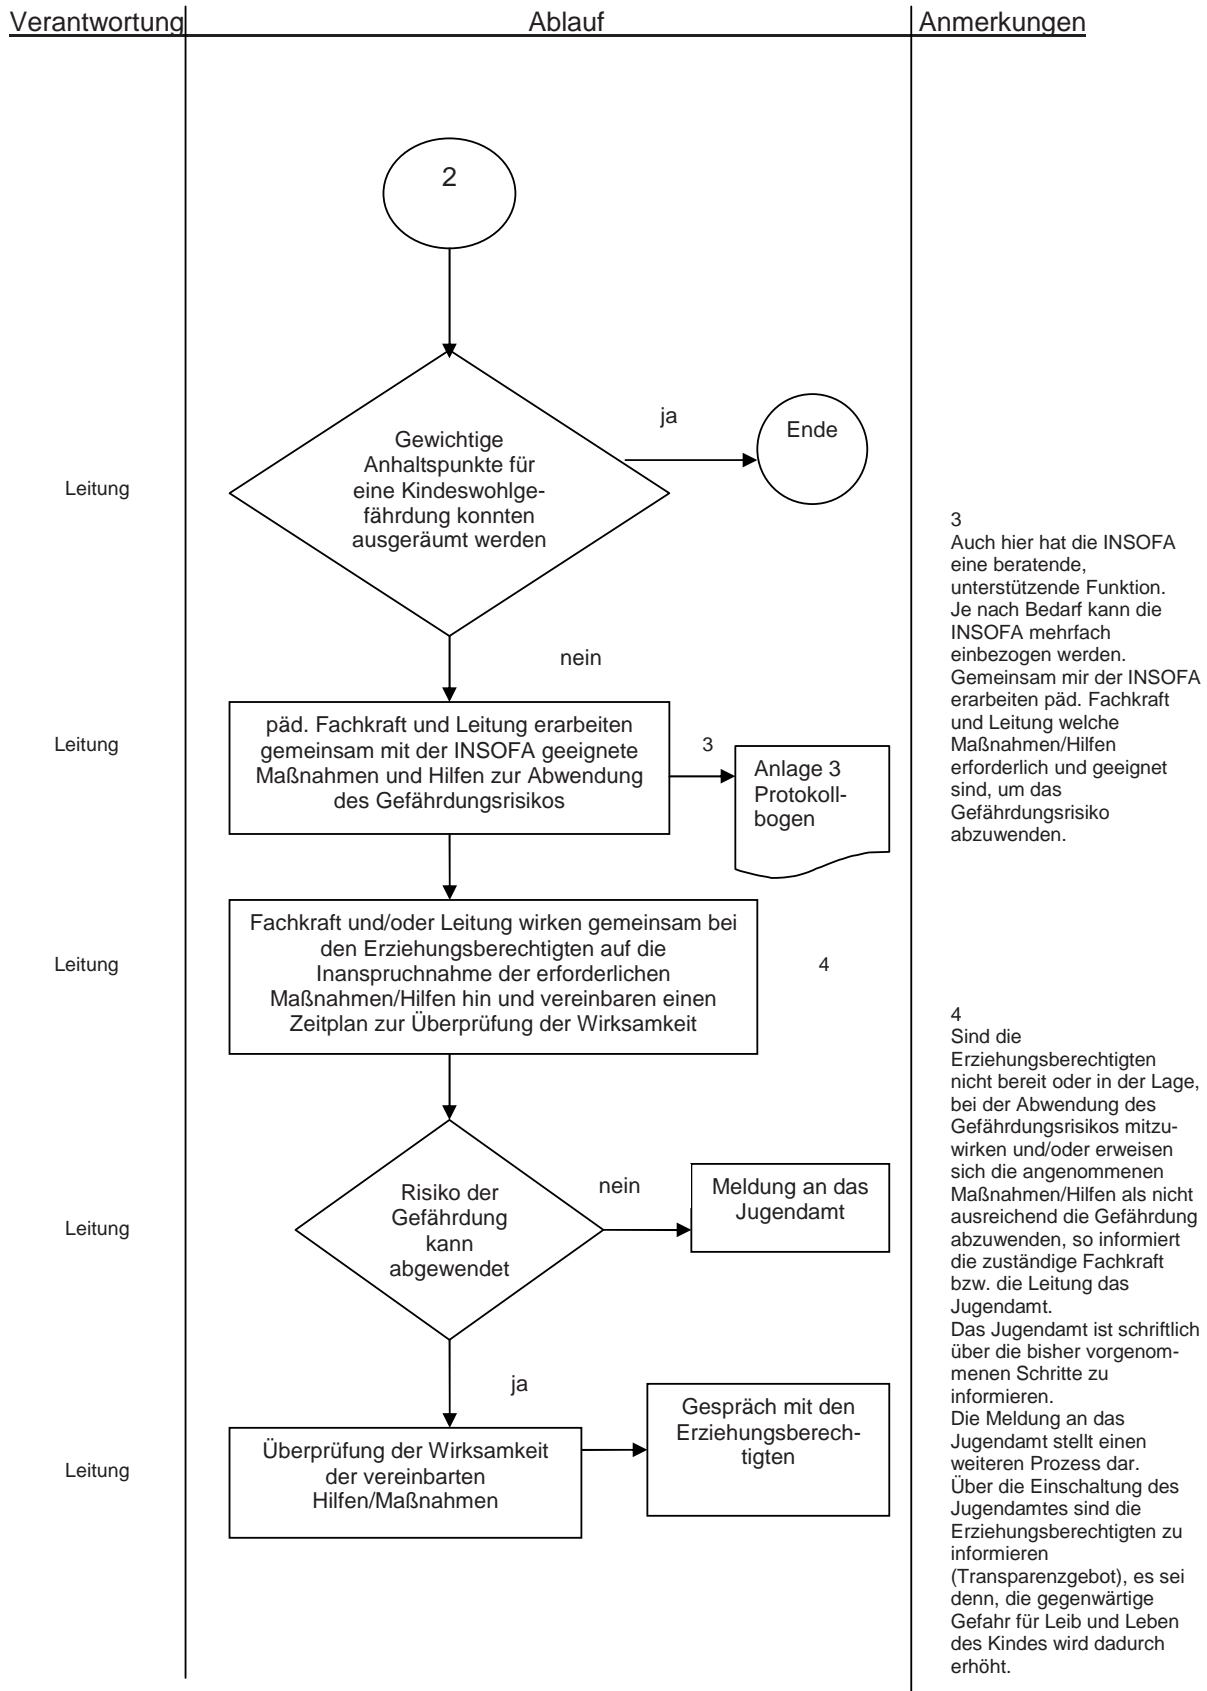 Verantwortung
Ablauf
Anmerkungen
2
Gewichtige
Anhaltspunkte für
eine Kindeswohlge-
fährdung konnten
ausgeräumt werden
ja
Ende
Leitung
nein
päd. Fachkraft und Leitung erarbeiten
gemeinsam mit der INSOFA geeignete
Maßnahmen und Hilfen zur Abwendung
des Gefährdungsrisikos
Leitung
3
Anlage 3
Protokoll-
bogen
Fachkraft und/oder Leitung wirken gemeinsam bei
den Erziehungsberechtigten auf die
Inanspruchnahme der erforderlichen
Maßnahmen/Hilfen hin und vereinbaren einen
Zeitplan zur Überprüfung der Wirksamkeit
Leitung
4
Risiko der
Gefährdung
kann
abgewendet
nein
Meldung an das
Jugendamt
Leitung
ja
Überprüfung der Wirksamkeit
der vereinbarten
Hilfen/Maßnahmen
Gespräch mit den
Erziehungsberech-
tigten
Leitung
3
Auch hier hat die INSOFA
eine beratende,
unterstützende Funktion.
Je nach Bedarf kann die
INSOFA mehrfach
einbezogen werden.
Gemeinsam mir der INSOFA
erarbeiten päd. Fachkraft
und Leitung welche
Maßnahmen/Hilfen
erforderlich und geeignet
sind, um das
Gefährdungsrisiko
abzuwenden.
4
Sind die
Erziehungsberechtigten
nicht bereit oder in der Lage,
bei der Abwendung des
Gefährdungsrisikos mitzu-
wirken und/oder erweisen
sich die angenommenen
Maßnahmen/Hilfen als nicht
ausreichend die Gefährdung
abzuwenden, so informiert
die zuständige Fachkraft
bzw. die Leitung das
Jugendamt.
Das Jugendamt ist schriftlich
über die bisher vorgenom-
menen Schritte zu
informieren.
Die Meldung an das
Jugendamt stellt einen
weiteren Prozess dar.
Über die Einschaltung des
Jugendamtes sind die
Erziehungsberechtigten zu
informieren
(Transparenzgebot), es sei
denn, die gegenwärtige
Gefahr für Leib und Leben
des Kindes wird dadurch
erhöht.